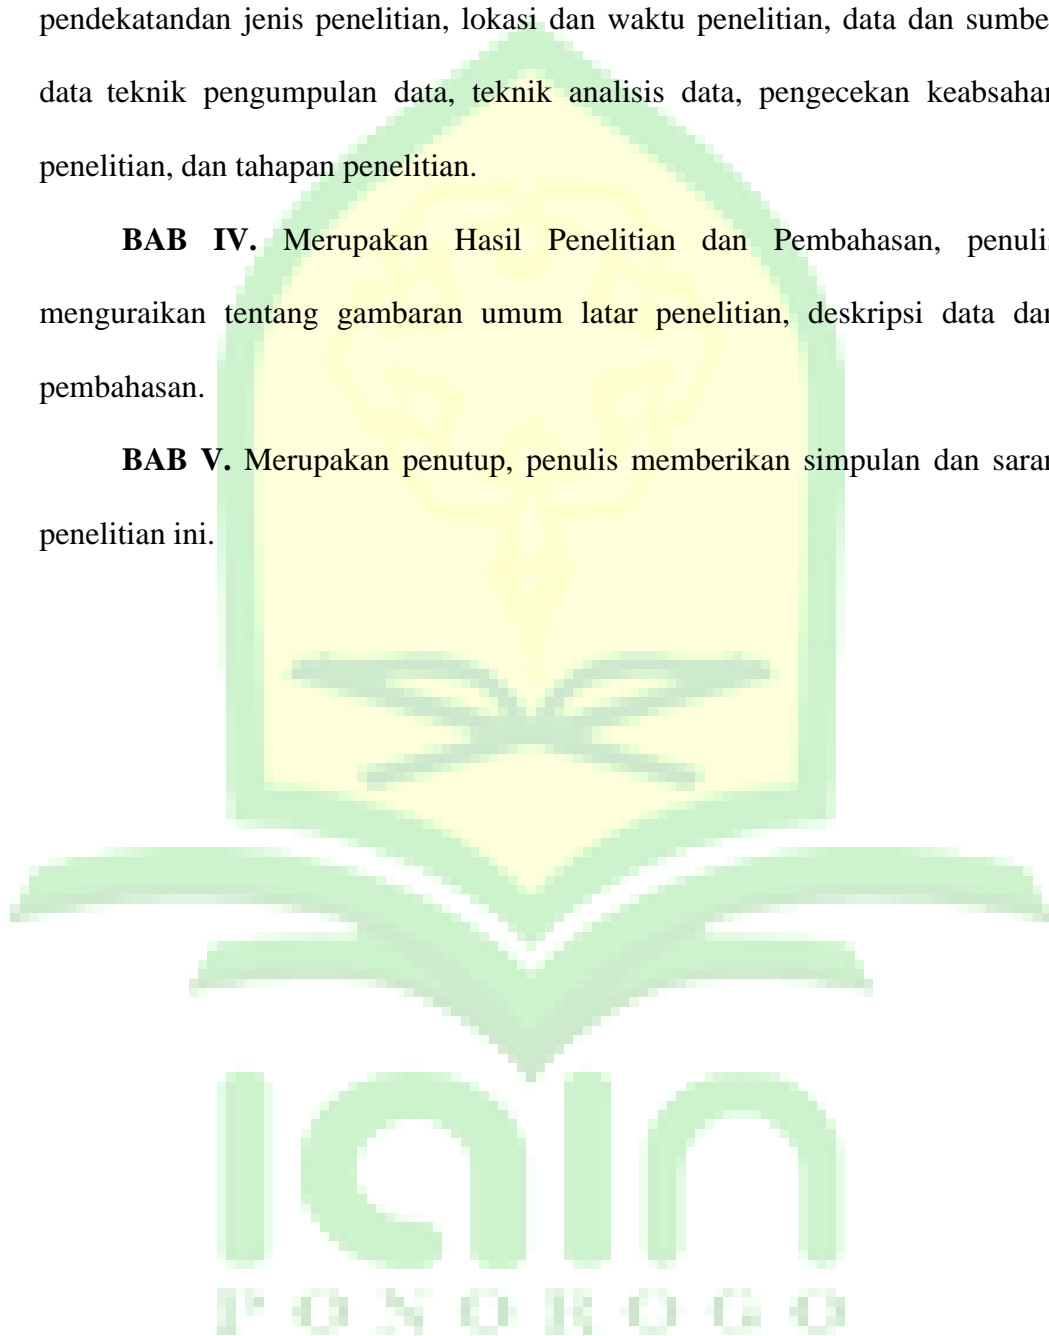 pendekatandan jenis penelitian, lokasi dan waktu penelitian, data dan sumbe
data teknik pengumpulan data, teknik analisis data, pengecekan keabsahan
penelitian, dan tahapan penelitian.
BAB IV. Merupakan Hasil Penelitian dan Pembahasan, penulis
menguraikan tentang gambaran umum latar penelitian, deskripsi data dan
pembahasan.
BAB V. Merupakan penutup, penulis memberikan simpulan dan saran
penelitian ini.
iain
PONOROGO